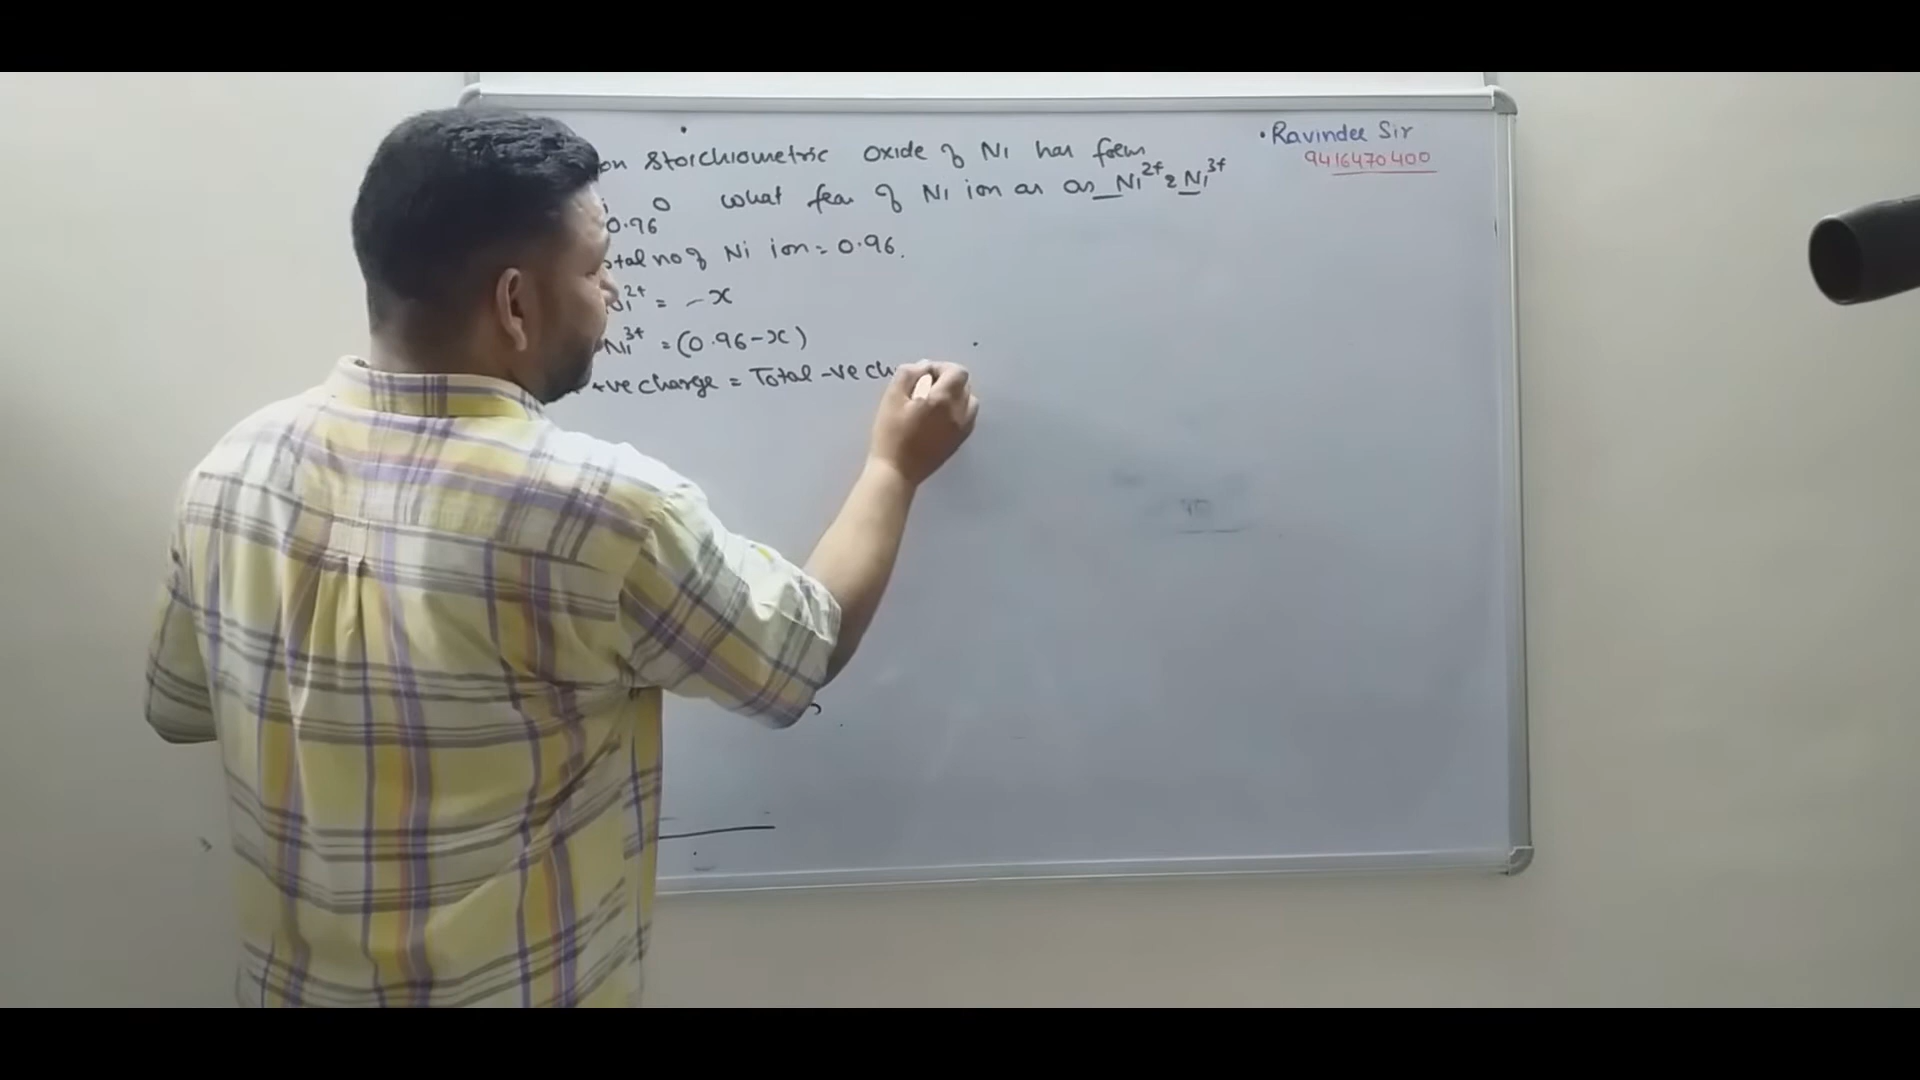 on Stoichiometric oxide of Ni has form
i O what frac of Ni ion as as Ni²⁺ & Ni³⁺
0.96
otal no of Ni ion = 0.96.
Ni²⁺ = - x
Ni³⁺ = (0.96 - x)
+ve charge = Total -ve ch
• Ravinder Sir
9416470400